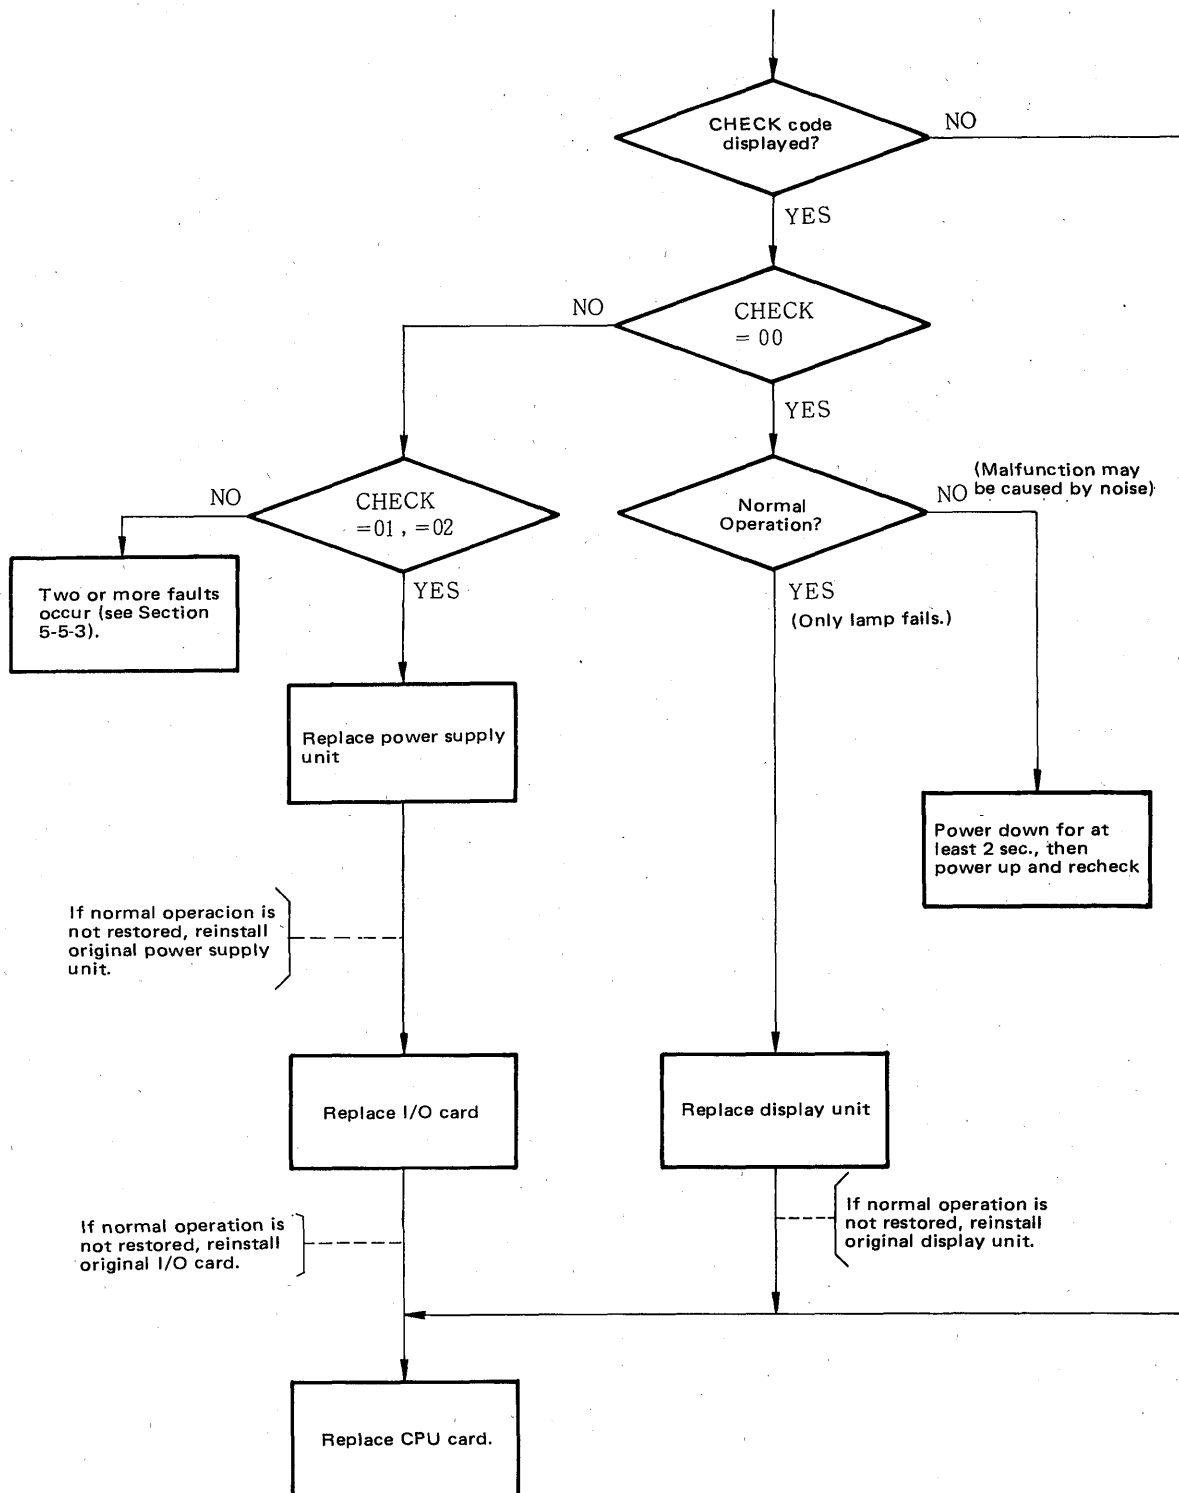 CHECK code
displayed?
NO
YES
CHECK
= 00
NO
YES
CHECK
=01 , =02
NO
YES
Normal
Operation?
(Malfunction may
NO be caused by noise)
YES
(Only lamp fails.)
Two or more faults
occur (see Section
5-5-3).
Replace power supply
unit
Power down for at
least 2 sec., then
power up and recheck
If normal operacion is
not restored, reinstall
original power supply
unit.
Replace I/O card
Replace display unit
If normal operation is
not restored, reinstall
original I/O card.
If normal operation is
not restored, reinstall
original display unit.
Replace CPU card.